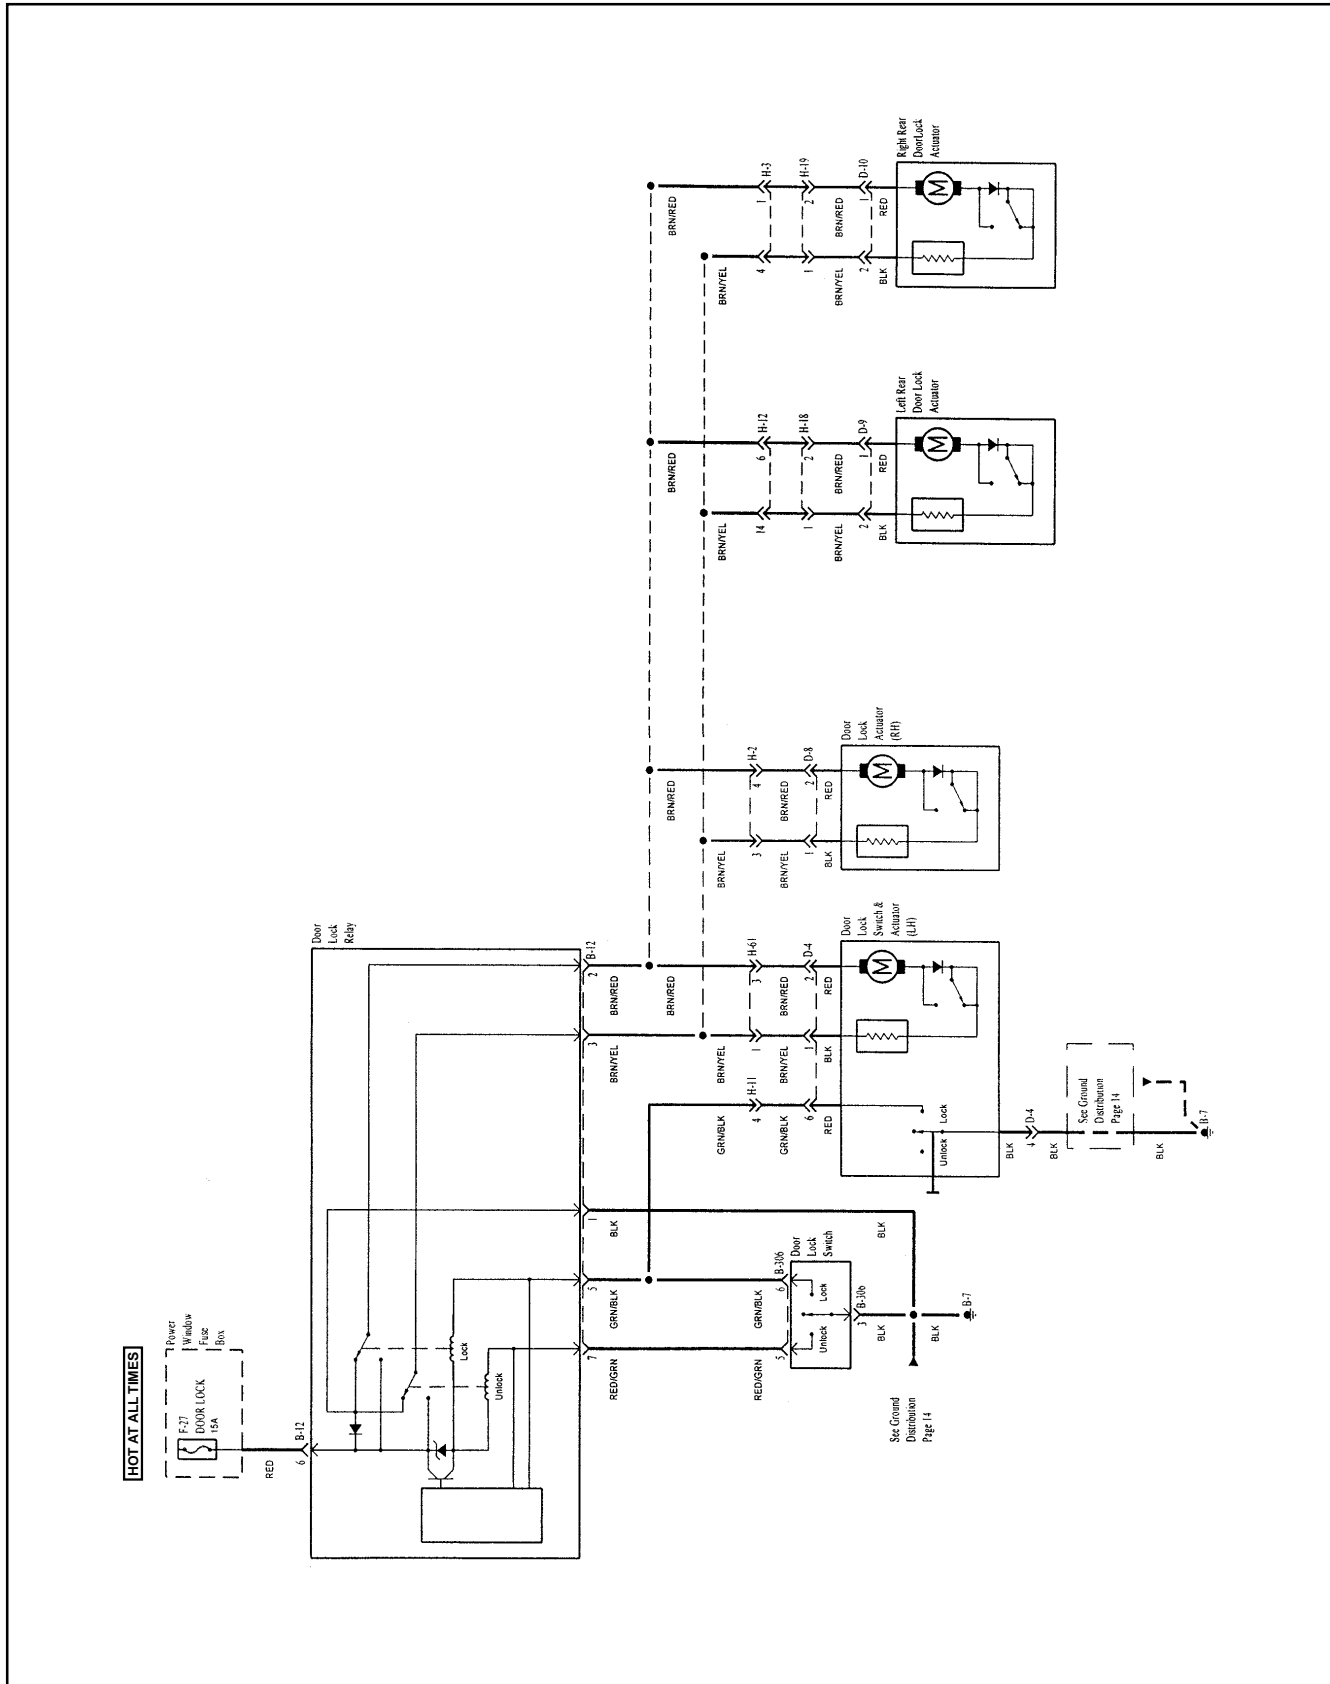 HOT AT ALL TIMES
F-27
DOOR LOCK
15A
Power
Window
Fuse
Box
RED
6
B-12
Door
Lock
Relay
Lock
Unlock
7
5
1
3
2
B-12
RED/GRN
GRN/BLK
BLK
BRN/YEL
BRN/RED
BRN/RED
RED/GRN
GRN/BLK
5
6
B-306
Door
Lock
Switch
Unlock
Lock
3
B-306
BLK
BLK
BLK
B-7
See Ground
Distribution
Page 14
GRN/BLK
4
H-11
GRN/BLK
6
RED
BRN/YEL
1
3
H-61
BRN/YEL
BRN/RED
1
2
D-4
BLK
RED
Door
Lock
Switch &
Actuator
(LH)
M
Unlock
Lock
BLK
4
D-4
BLK
See Ground
Distribution
Page 14
BLK
B-7
BRN/YEL
BRN/RED
3
4
H-2
BRN/YEL
BRN/RED
1
2
D-8
BLK
RED
Door
Lock
Actuator
(RH)
M
BRN/YEL
BRN/RED
14
6
H-12
1
2
H-18
BRN/YEL
BRN/RED
2
1
D-9
BLK
RED
Left Rear
Door Lock
Actuator
M
BRN/YEL
BRN/RED
4
1
H-3
1
2
H-19
BRN/YEL
BRN/RED
2
1
D-10
BLK
RED
Right Rear
DoorLock
Actuator
M